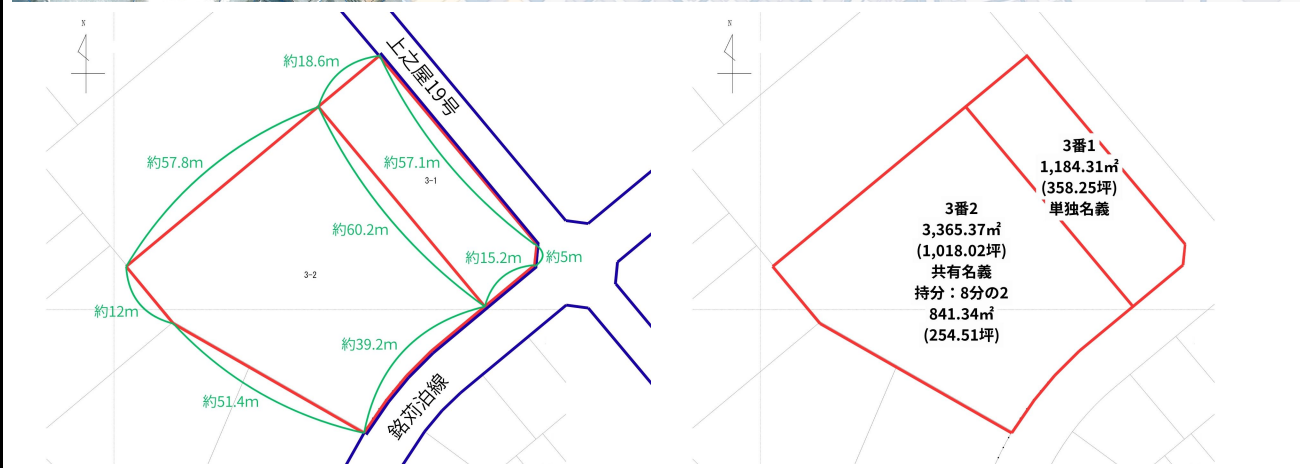 N
上之屋19号
約18.6m
約57.8m
約57.1m
3-1
約60.2m
約15.2m
約5m
3-2
約12m
約39.2m
約51.4m
銘苅泊線
N
3番1
1,184.31㎡
(358.25坪)
単独名義
3番2
3,365.37㎡
(1,018.02坪)
共有名義
持分：8分の2
841.34㎡
(254.51坪)